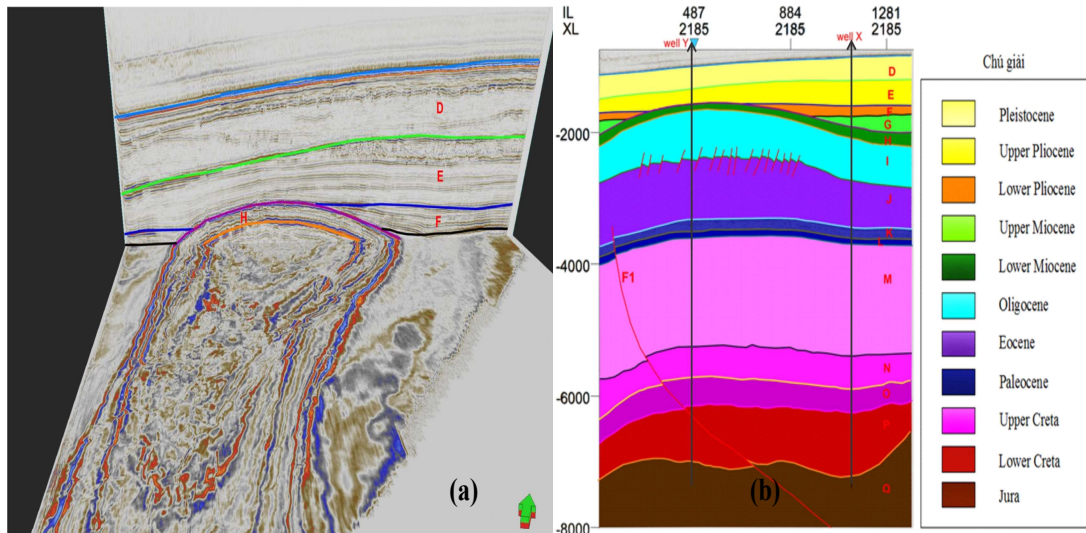 D
E
H
F
(a)
IL 487 884 1281
XL 2185 2185 2185
well Y
well X
D
E
F
G
H
-2000
I
J
K
L
-4000
F1
M
N
O
-6000
P
Q
(b)
-8000
Chú giải
Pleistocene
Upper Pliocene
Lower Pliocene
Upper Miocene
Lower Miocene
Oligocene
Eocene
Paleocene
Upper Creta
Lower Creta
Jura